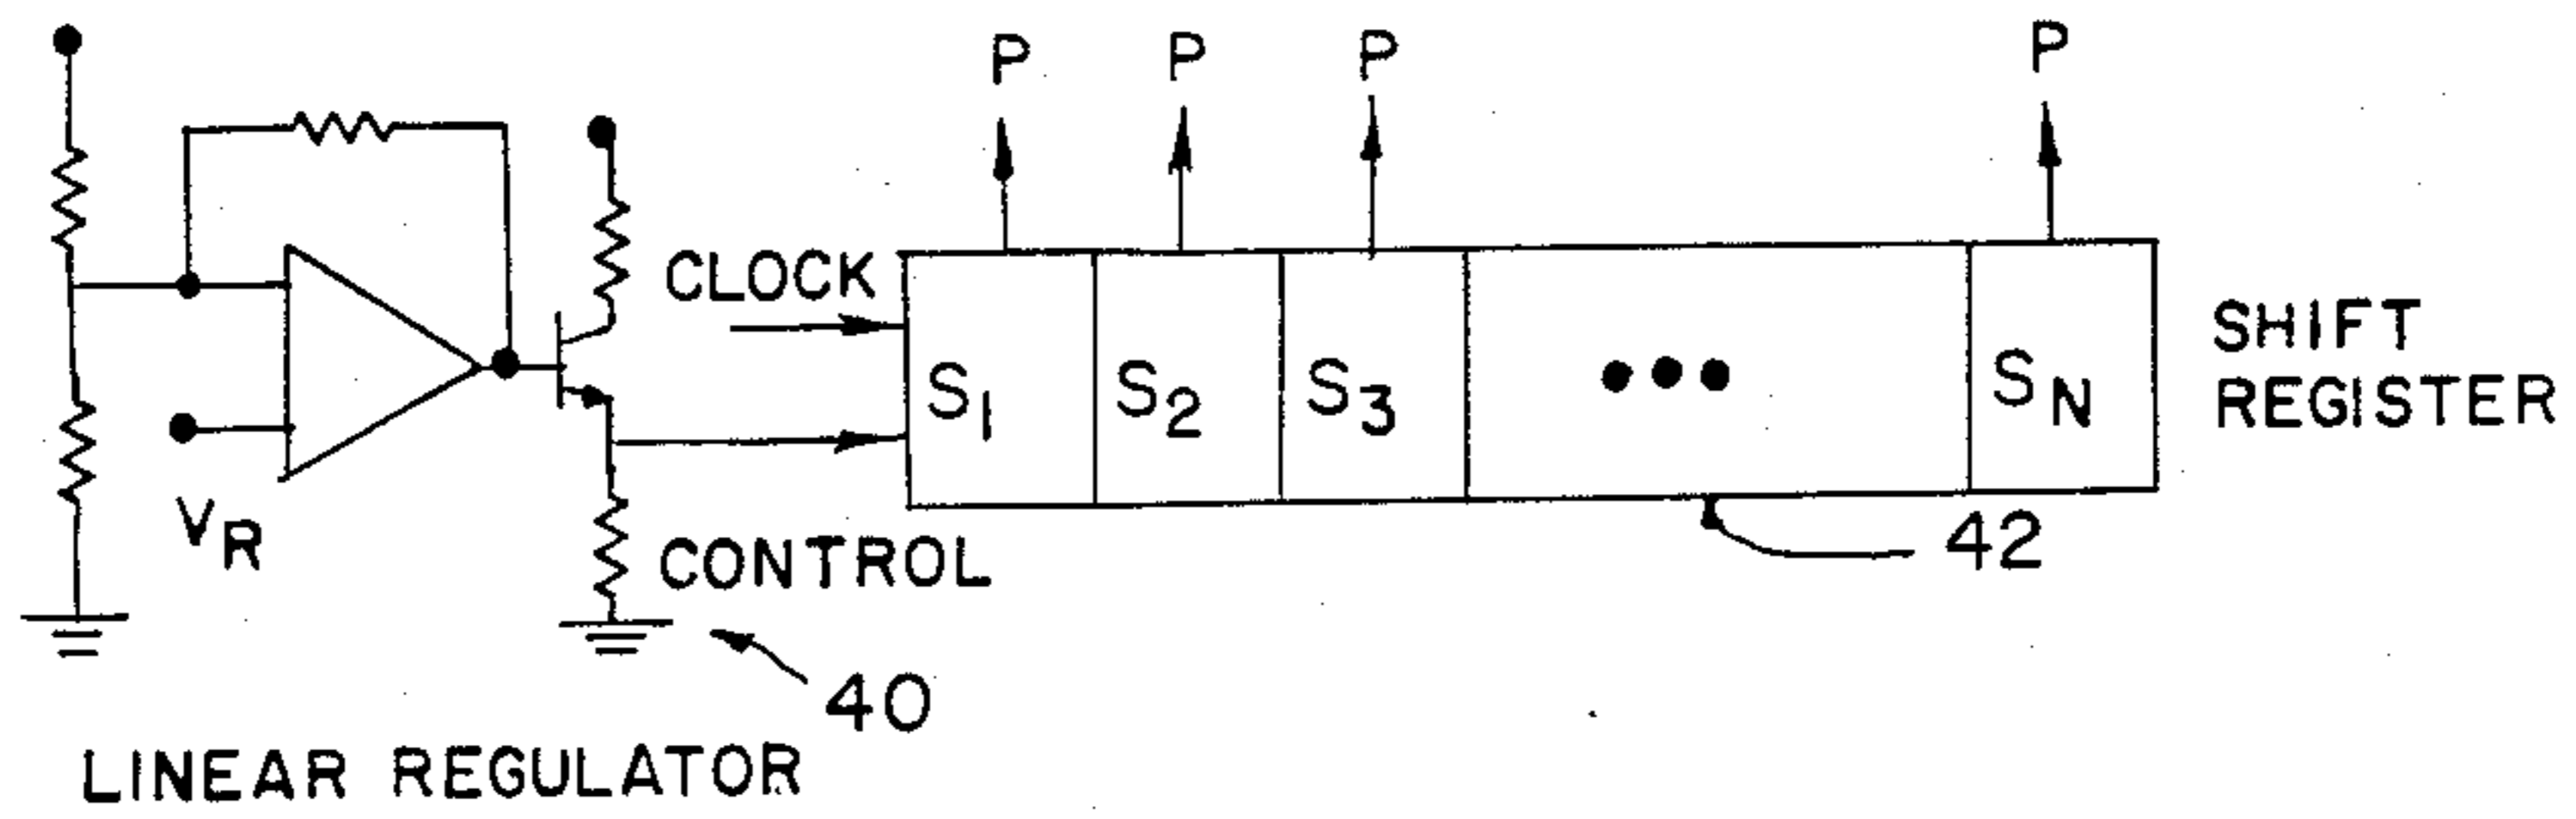 P P P P
CLOCK
S1 S2 S3 ••• SN
SHIFT
REGISTER
VR
CONTROL
42
40
LINEAR REGULATOR